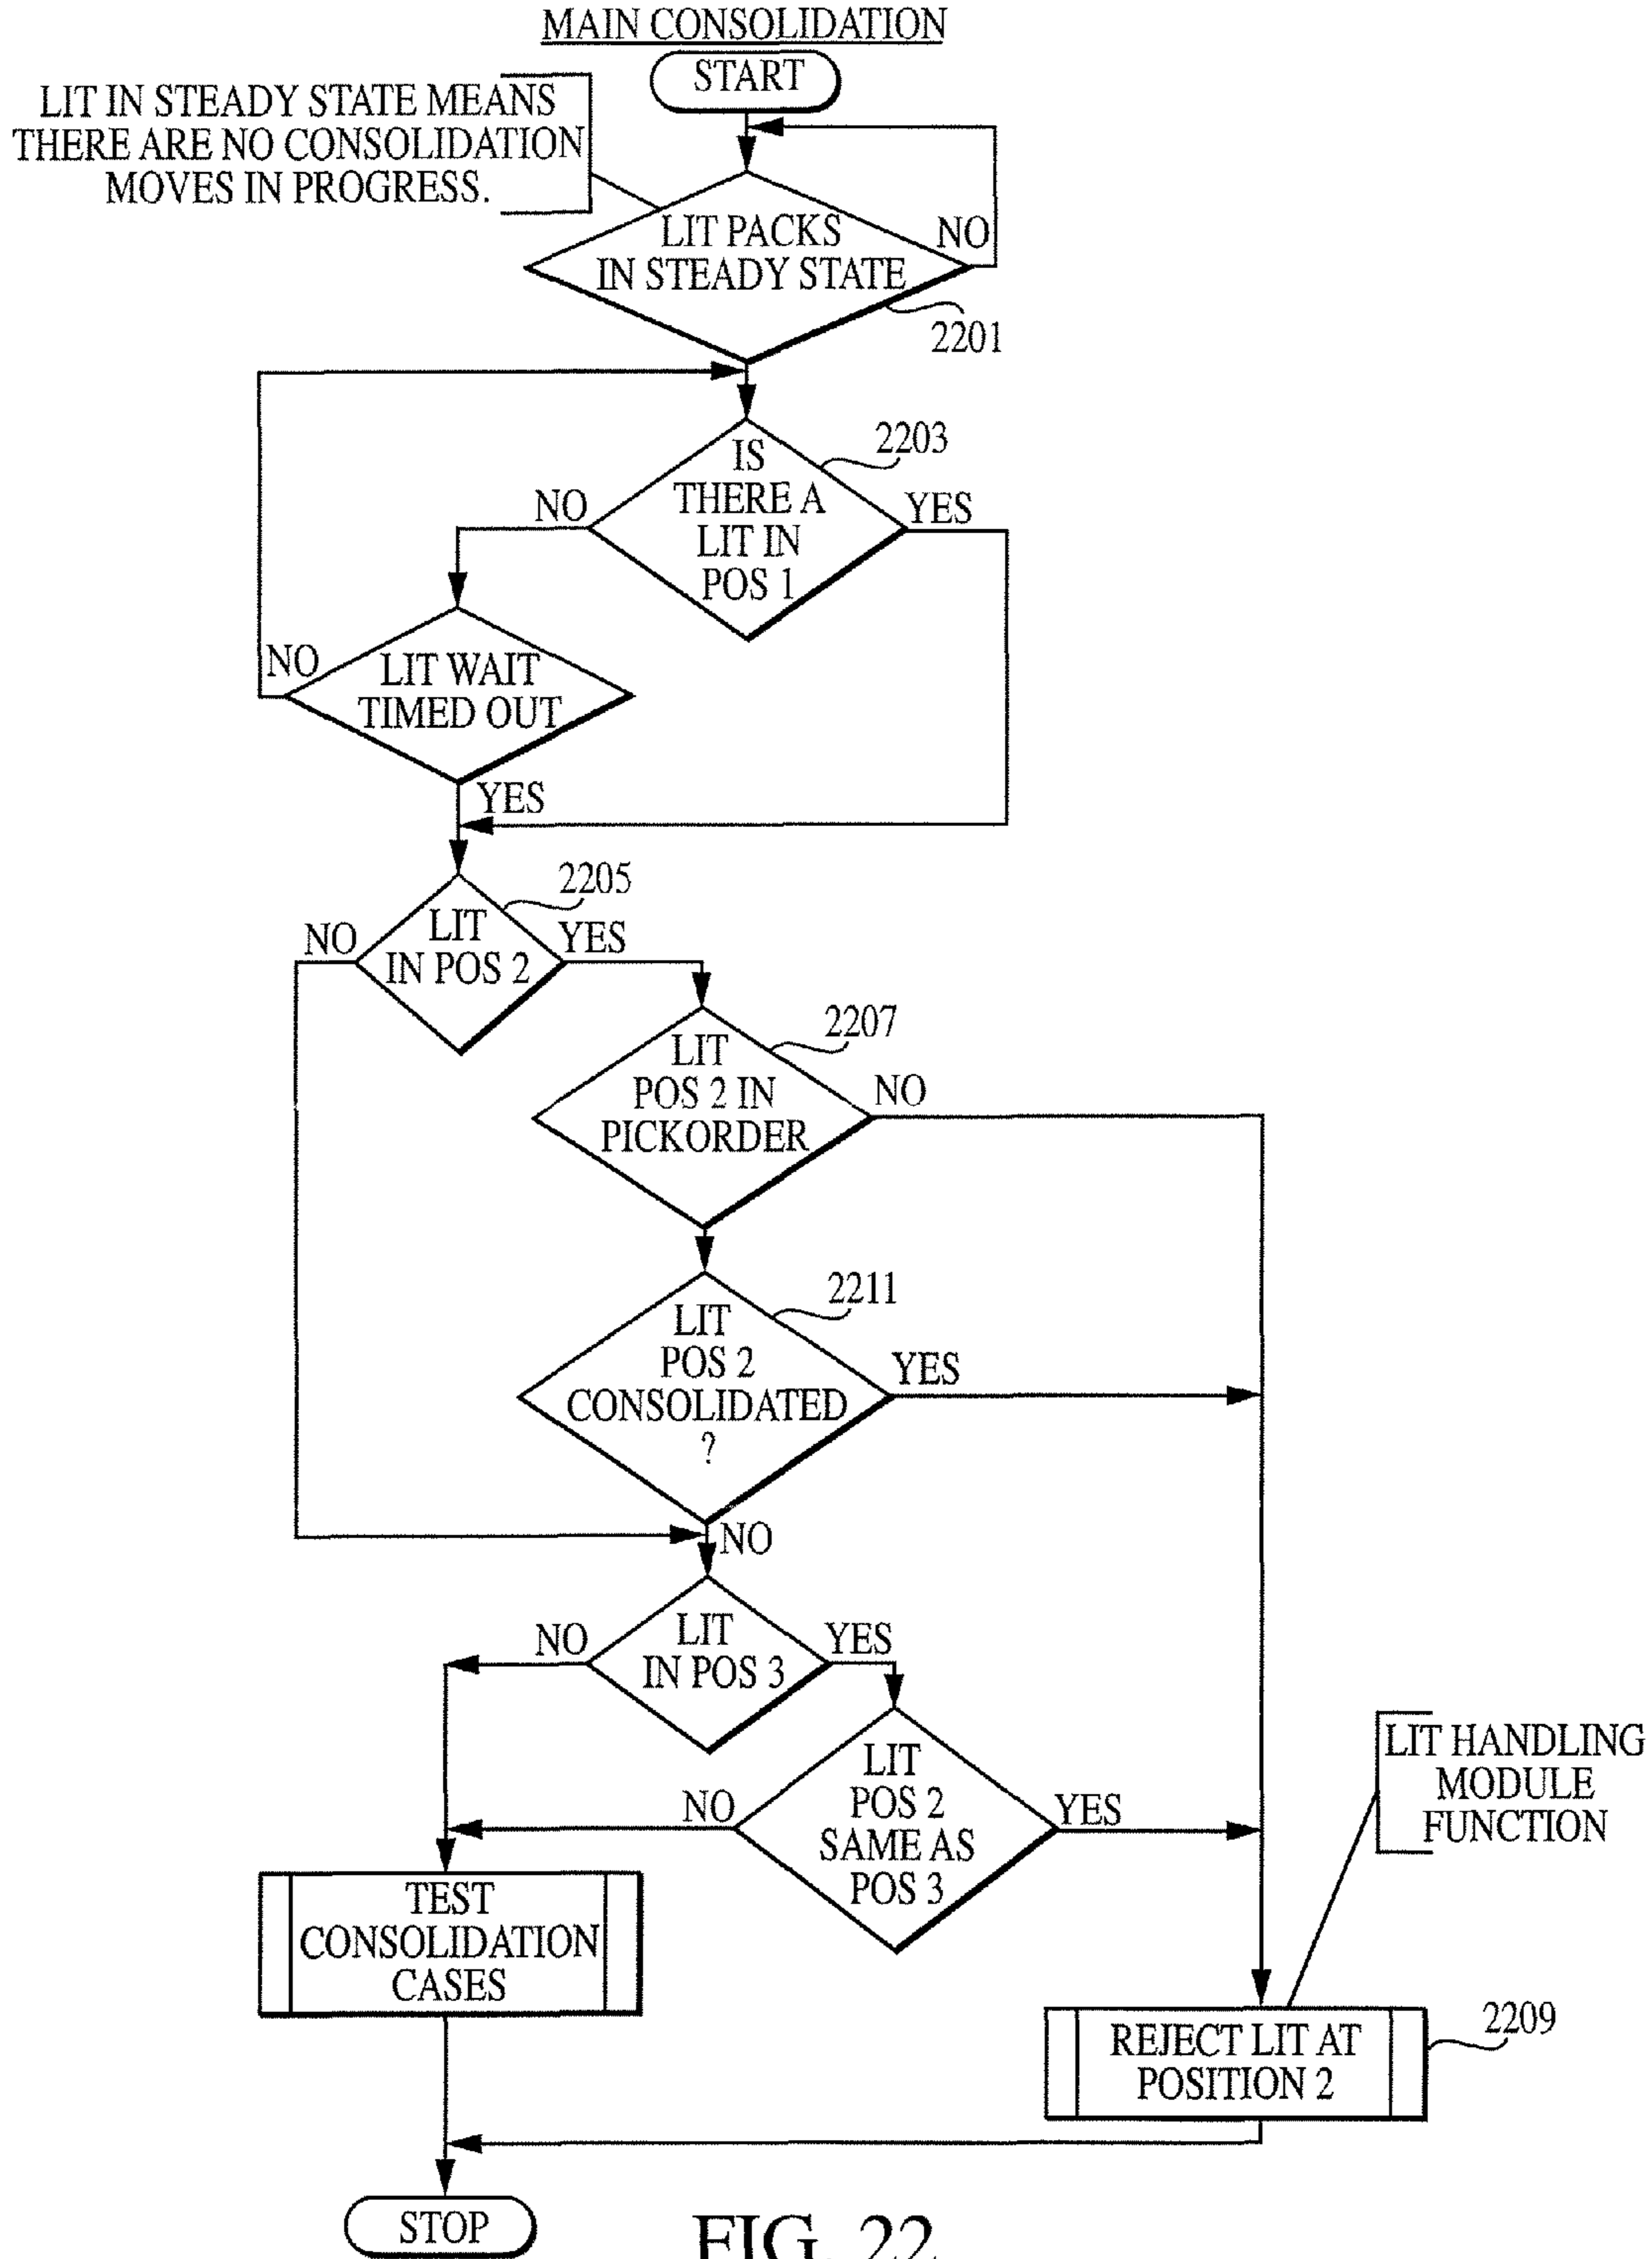 MAIN CONSOLIDATION
START
LIT IN STEADY STATE MEANS
THERE ARE NO CONSOLIDATION
MOVES IN PROGRESS.
LIT PACKS
IN STEADY STATE
NO
2201
2203
IS
THERE A
LIT IN
POS 1
NO
YES
NO
LIT WAIT
TIMED OUT
YES
2205
NO
LIT
IN POS 2
YES
2207
LIT
POS 2 IN
PICKORDER
NO
2211
LIT
POS 2
CONSOLIDATED
?
YES
NO
NO
LIT
IN POS 3
YES
LIT
POS 2
SAME AS
POS 3
NO
YES
LIT HANDLING
MODULE
FUNCTION
TEST
CONSOLIDATION
CASES
REJECT LIT AT
POSITION 2
2209
STOP
FIG. 22